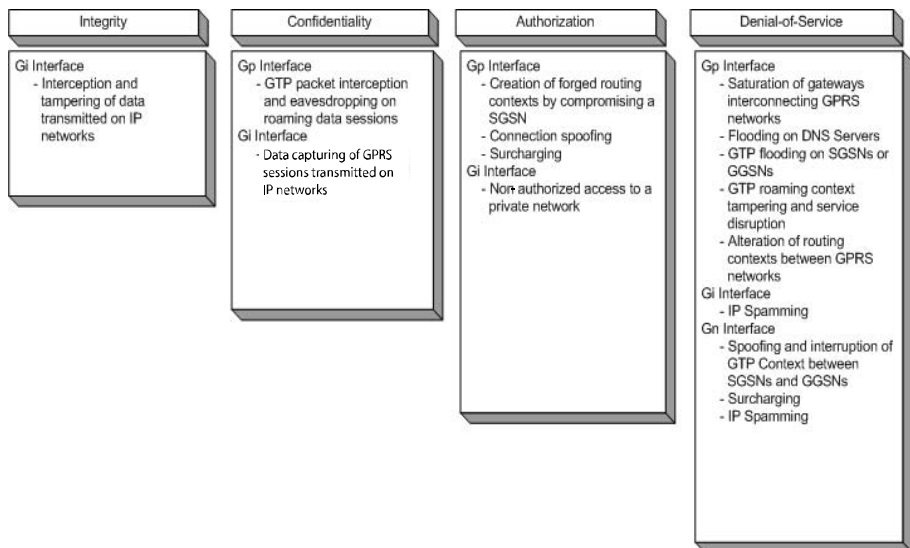 Integrity
Gi Interface
- Interception and
tampering of data
transmitted on IP
networks
Confidentiality
Gp Interface
- GTP packet interception
and eavesdropping on
roaming data sessions
Gi Interface
- Data capturing of GPRS
sessions transmitted on
IP networks
Authorization
Gp Interface
- Creation of forged routing
contexts by compromising a
SGSN
- Connection spoofing
- Surcharging
Gi Interface
- Non-authorized access to a
private network
Denial-of-Service
Gp Interface
- Saturation of gateways
interconnecting GPRS
networks
- Flooding on DNS Servers
- GTP flooding on SGSNs or
GGSNs
- GTP roaming context
tampering and service
disruption
- Alteration of routing
contexts between GPRS
networks
Gi Interface
- IP Spamming
Gn Interface
- Spoofing and interruption of
GTP Context between
SGSNs and GGSNs
- Surcharging
- IP Spamming